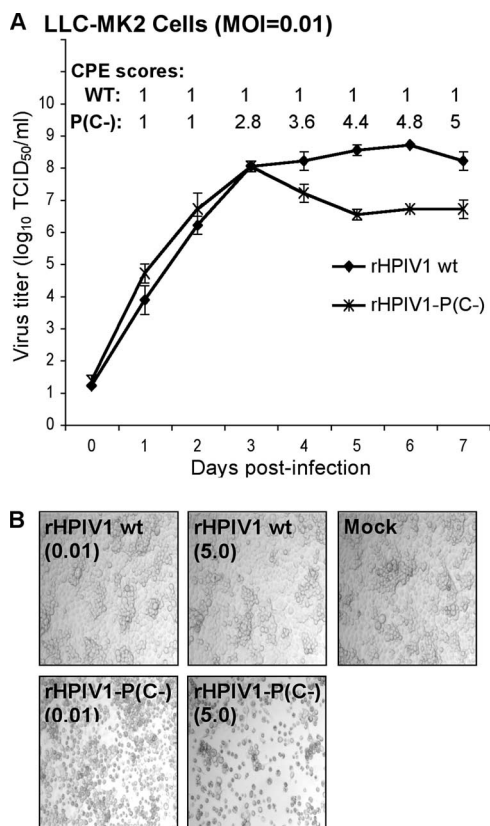 A LLC-MK2 Cells (MOI=0.01)
CPE scores:
WT: 1 1 1 1 1 1 1
P(C-): 1 1 2.8 3.6 4.4 4.8 5
10
9
8
7
6
5
4
3
2
1
0
Virus titer (log₁₀ TCID₅₀/ml)
rHPIV1 wt
rHPIV1-P(C-)
0 1 2 3 4 5 6 7
Days post-infection
B
rHPIV1 wt
(0.01)
rHPIV1 wt
(5.0)
Mock
rHPIV1-P(C-)
(0.01)
rHPIV1-P(C-)
(5.0)